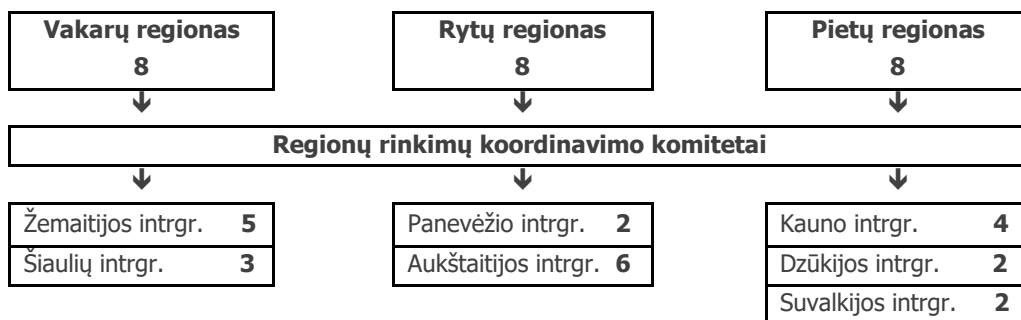 Vakarų regionas
8
Rytų regionas
8
Pietų regionas
8
Regionų rinkimų koordinavimo komitetai
Žemaitijos intrgr. 5
Šiaulių intrgr. 3
Panevėžio intrgr. 2
Aukštaitijos intrgr. 6
Kauno intrgr. 4
Dzūkijos intrgr. 2
Suvalkijos intrgr. 2